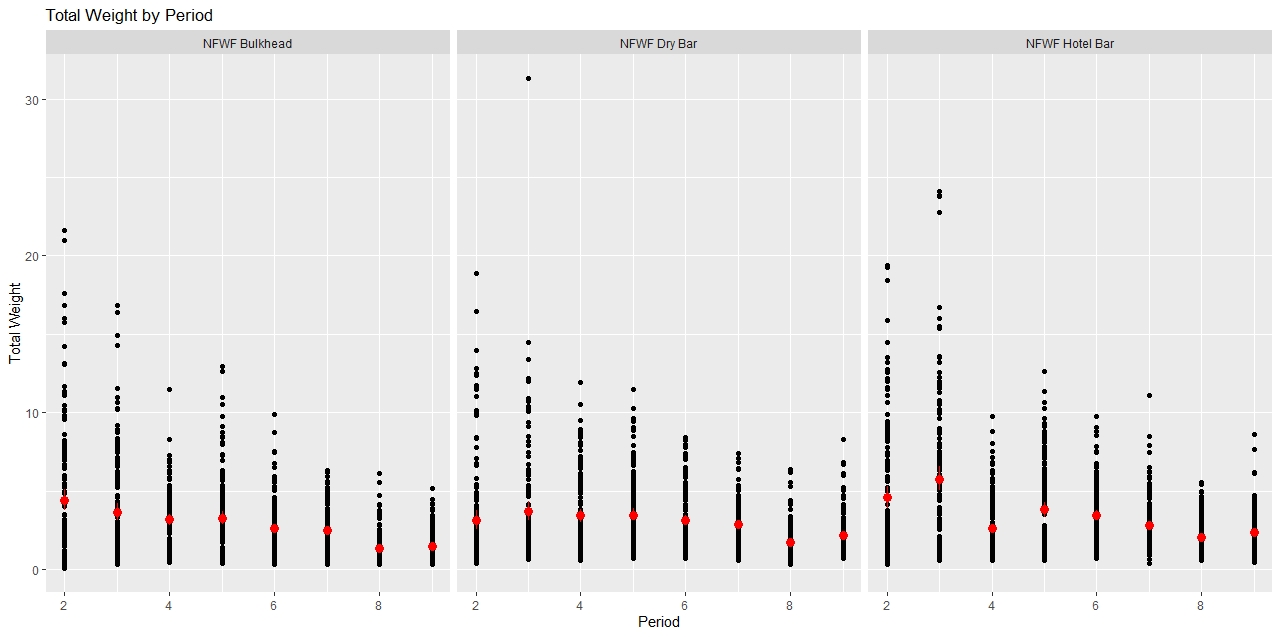 Total Weight by Period
NFWF Bulkhead
NFWF Dry Bar
NFWF Hotel Bar
Total Weight
30
20
10
0
2 4 6 8
2 4 6 8
2 4 6 8
Period